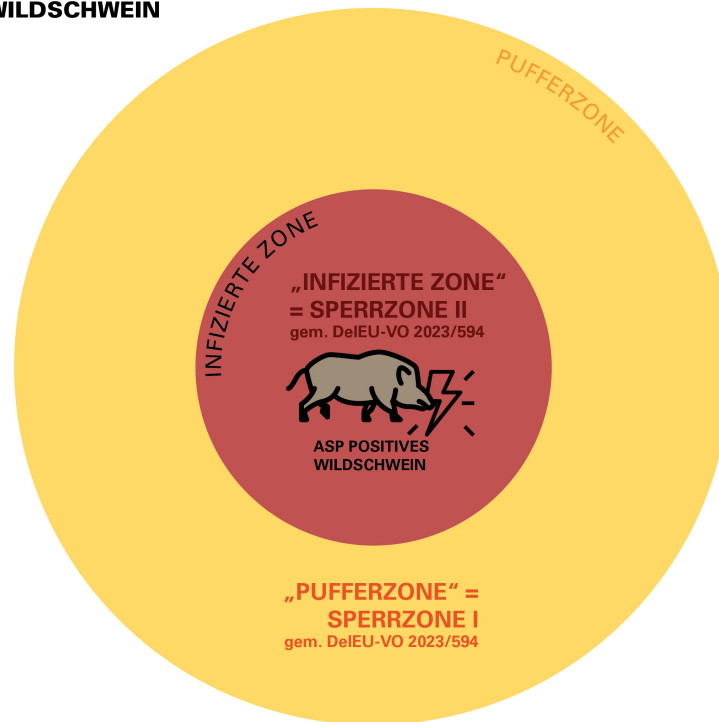 WILDSCHWEIN
PUFFERZONE
INFIZIERTE ZONE
„INFIZIERTE ZONE“
= SPERRZONE II
gem. DelEU-VO 2023/594
ASP POSITIVES
WILDSCHWEIN
„PUFFERZONE“ =
SPERRZONE I
gem. DelEU-VO 2023/594